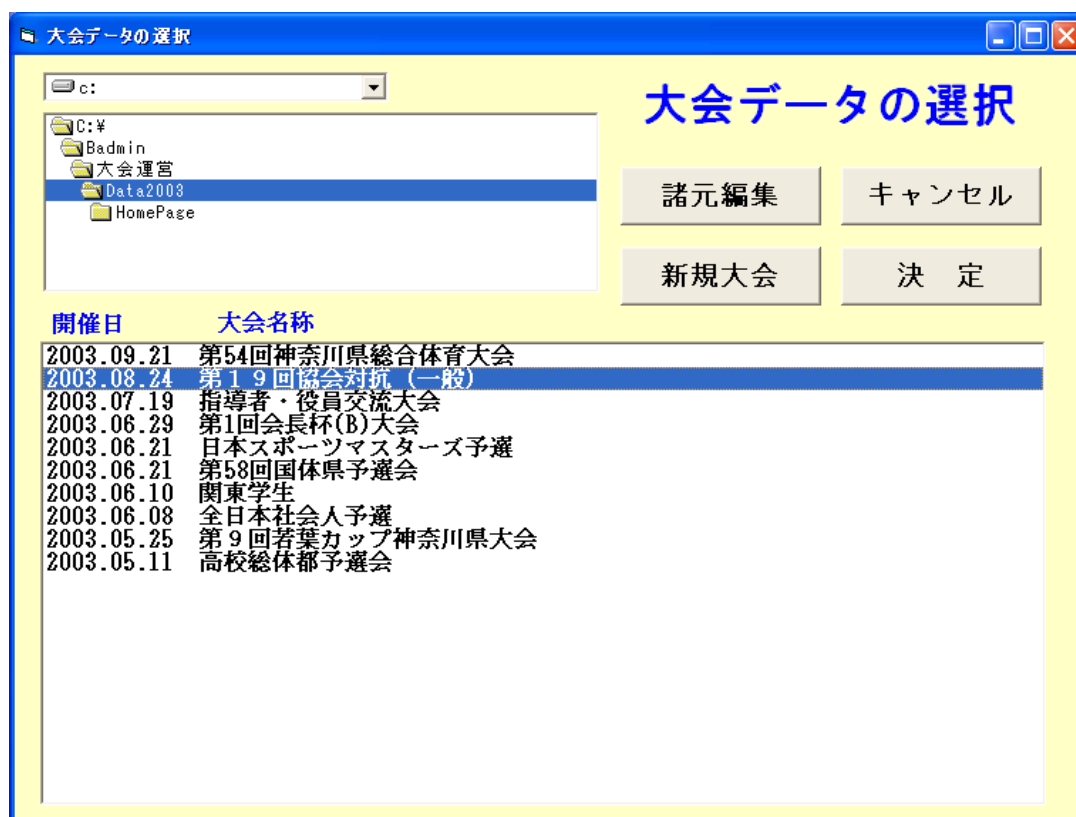 大会データの選択
c:
大会データの選択
C:¥
Badmin
大会運営
Data2003
HomePage
諸元編集
キャンセル
新規大会
決　定
開催日　大会名称
2003.09.21 第54回神奈川県総合体育大会
2003.08.24 第１９回協会対抗（一般）
2003.07.19 指導者・役員交流大会
2003.06.29 第1回会長杯(B)大会
2003.06.21 日本スポーツマスターズ予選
2003.06.21 第58回国体県予選会
2003.06.10 関東学生
2003.06.08 全日本社会人予選
2003.05.25 第９回若葉カップ神奈川県大会
2003.05.11 高校総体都予選会